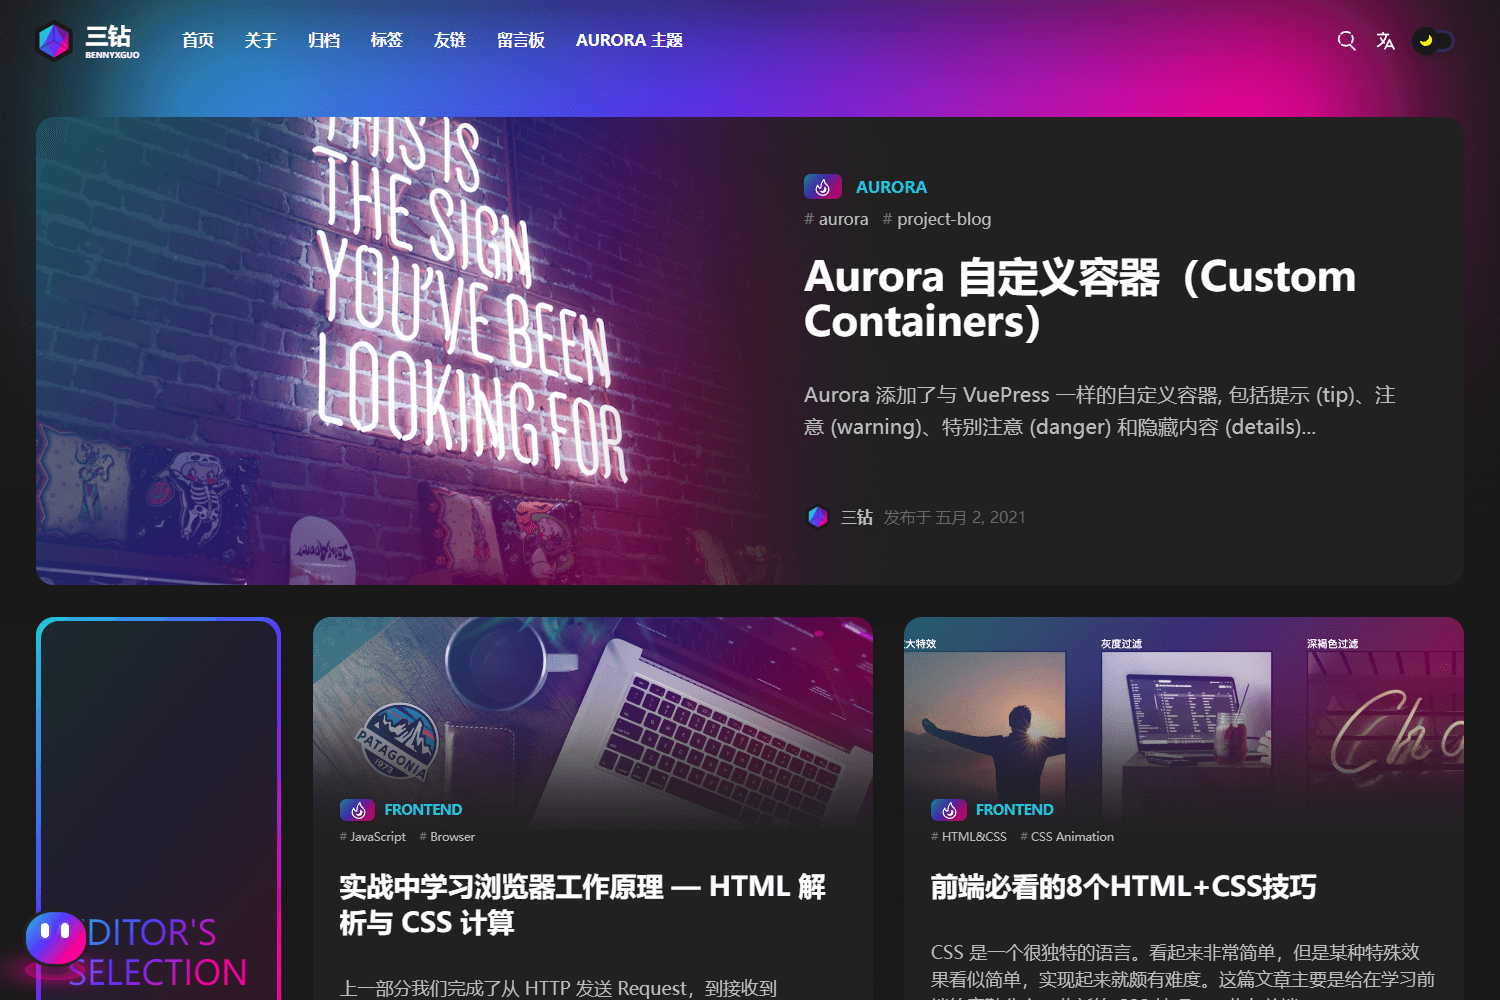 三钻
BENNYXGUO
首页 关于 归档 标签 友链 留言板 AURORA 主题
THIS IS
THE SIGN
YOU'VE BEEN
LOOKING FOR
AURORA
# aurora # project-blog
Aurora 自定义容器（Custom
Containers）
Aurora 添加了与 VuePress 一样的自定义容器, 包括提示 (tip)、注
意 (warning)、特别注意 (danger) 和隐藏内容 (details)...
三钻 发布于 五月 2, 2021
DITOR'S
SELECTION
PATAGONIA
1973
FRONTEND
# JavaScript # Browser
实战中学习浏览器工作原理 — HTML 解
析与 CSS 计算
上一部分我们完成了从 HTTP 发送 Request，到接收到
大特效 灰度过滤 深褐色过滤
FRONTEND
# HTML&CSS # CSS Animation
前端必看的8个HTML+CSS技巧
CSS 是一个很独特的语言。看起来非常简单，但是某种特殊效
果看似简单，实现起来就颇有难度。这篇文章主要是给在学习前